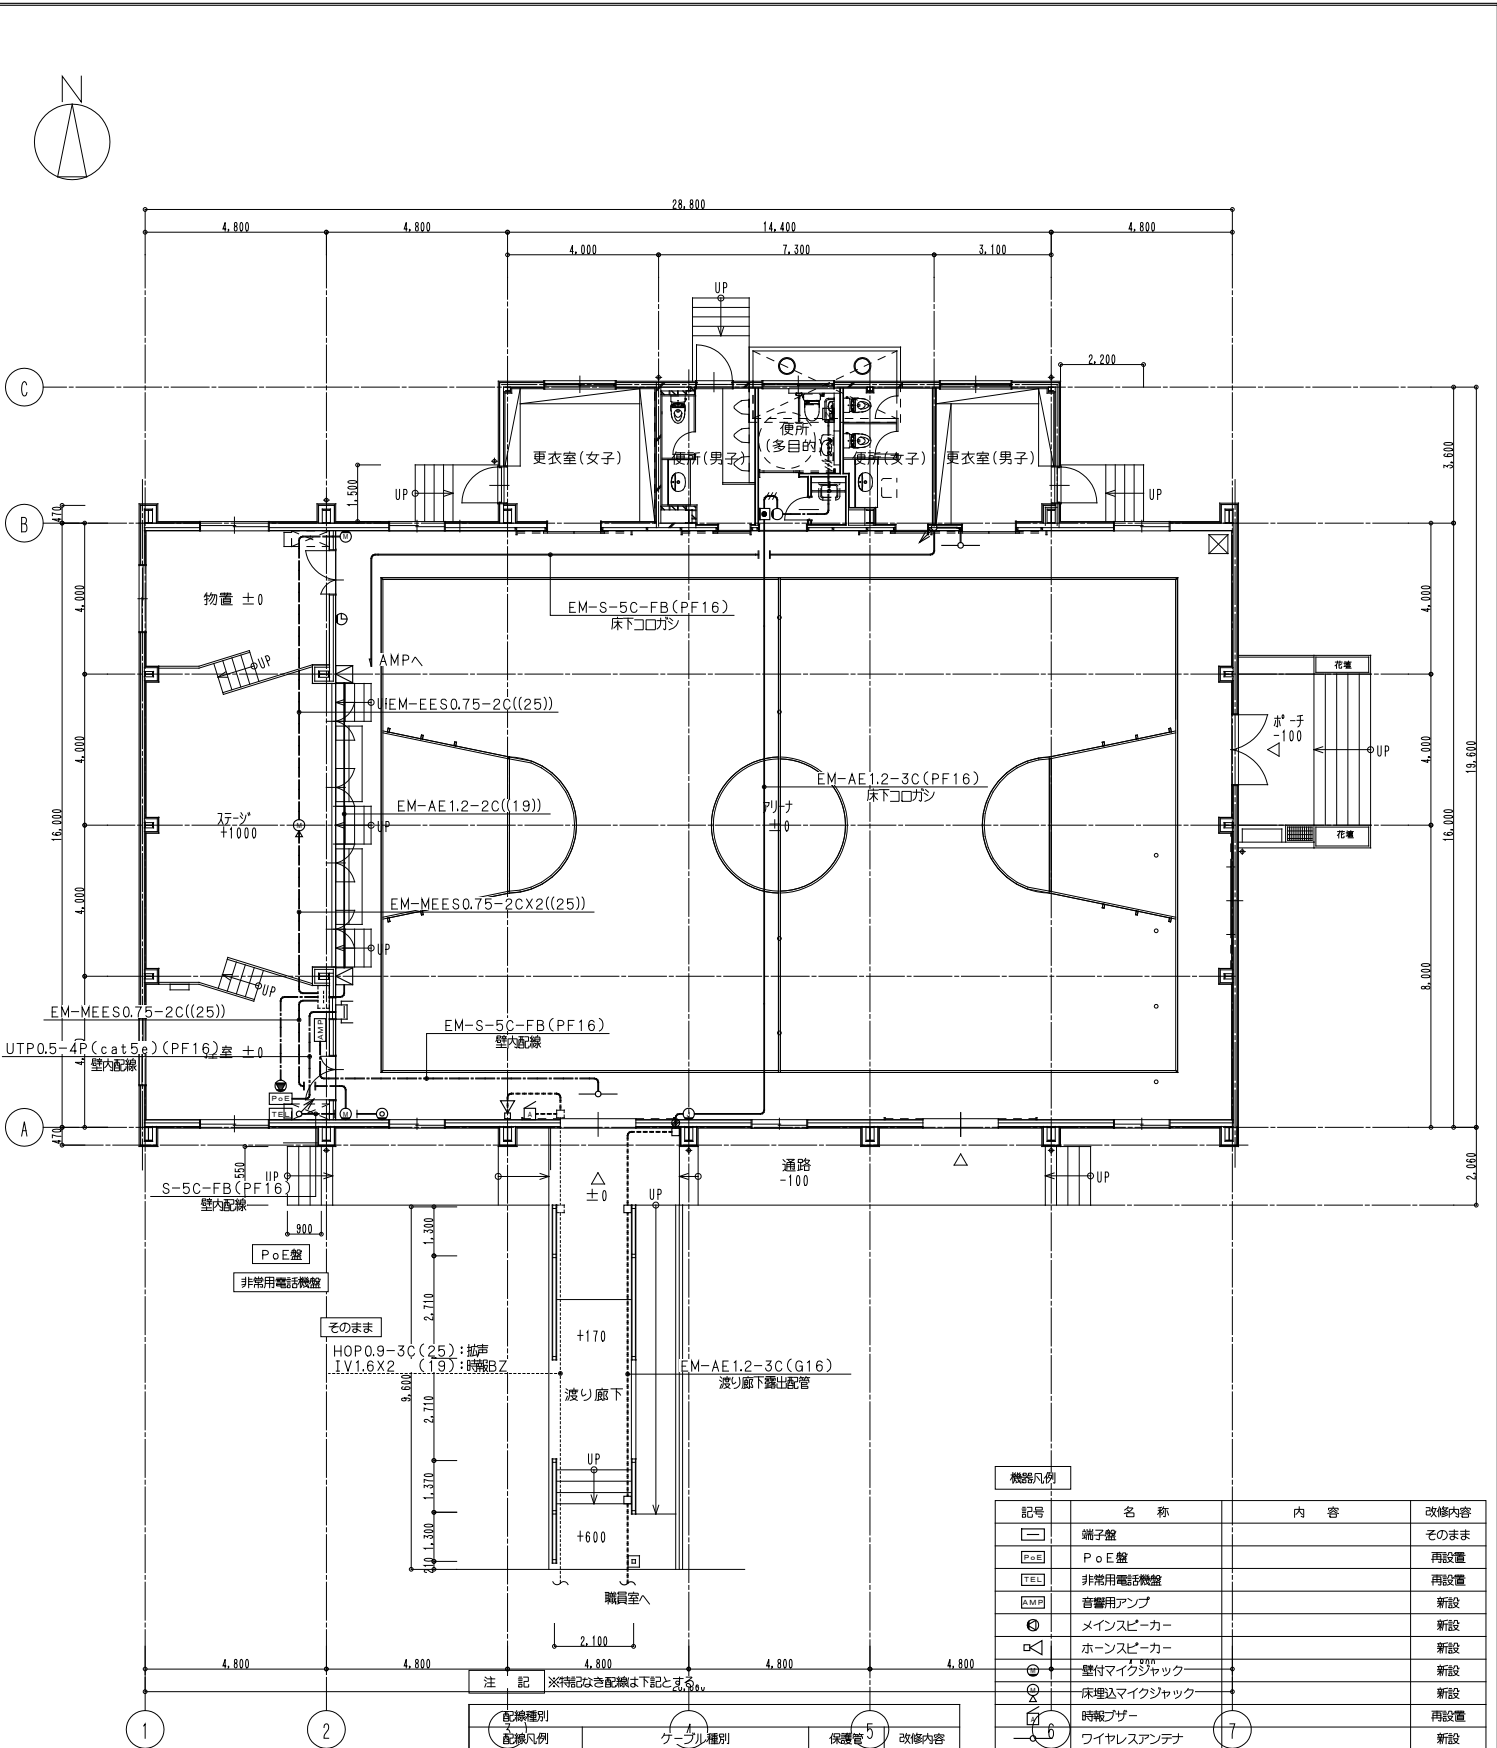 N
28,800
4,800
4,800
14,400
4,800
4,000
7,300
3,100
UP
2,200
C
更衣室(女子)
便所(男子)
便所
(多目的)
便所(女子)
更衣室(男子)
3,600
1,500
UP
UP
470
B
物置 ±0
4,000
4,000
EM-S-5C-FB(PF16)
床下コロガシ
UP
AMPへ
花壇
EM-EES0.75-2C((25))
ポーチ
-100
UP
4,000
4,000
19,600
EM-AE1.2-3C(PF16)
床下コロガシ
EM-AE1.2-2C((19))
アリーナ
±0
ステージ
+1000
UP
16,000
16,000
花壇
4,000
EM-MEES0.75-2CX2((25))
UP
UP
8,000
EM-MEES0.75-2C((25))
EM-S-5C-FB(PF16)
壁内配線
AMP
UTP0.5-4P(cat5e)(PF16)
室 ±0
壁内配線
PoE
TEL
A
470
550
UP
通路
-100
UP
2,060
±0
UP
S-5C-FB(PF16)
壁内配線
900
1,300
PoE盤
非常用電話機盤
2,710
そのまま
+170
HOP0.9-3C(25):拡声
IV1.6X2 (19):時報BZ
EM-AE1.2-3C(G16)
渡り廊下露出配管
9,600
渡り廊下
2,710
UP
1,370
1,300
+600
210
職員室へ
2,100
4,800
4,800
4,800
4,800
4,800
機器凡例
記号 名 称 内 容 改修内容
端子盤 そのまま
PoE PoE盤 再設置
TEL 非常用電話機盤 再設置
AMP 音響用アンプ 新設
メインスピーカー 新設
ホーンスピーカー 新設
M 壁付マイクジャック 新設
M 床埋込マイクジャック 新設
時報ブザー 再設置
ワイヤレスアンテナ 新設
注 記 ※特記なき配線は下記とする
配線種別
配線凡例 ケーブル種別 保護管 改修内容
1
2
3
4
5
6
7